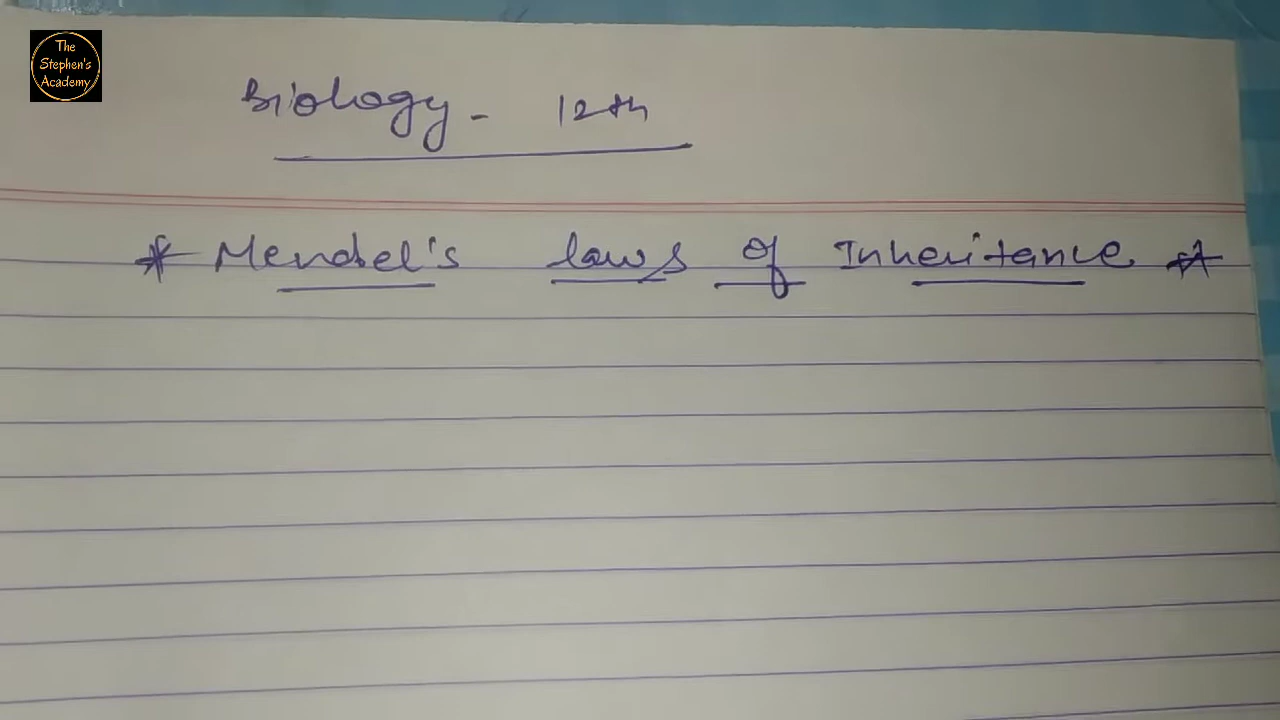 The
Stephen's
Academy
Biology - 12th
* Mendel's laws of Inheritance *